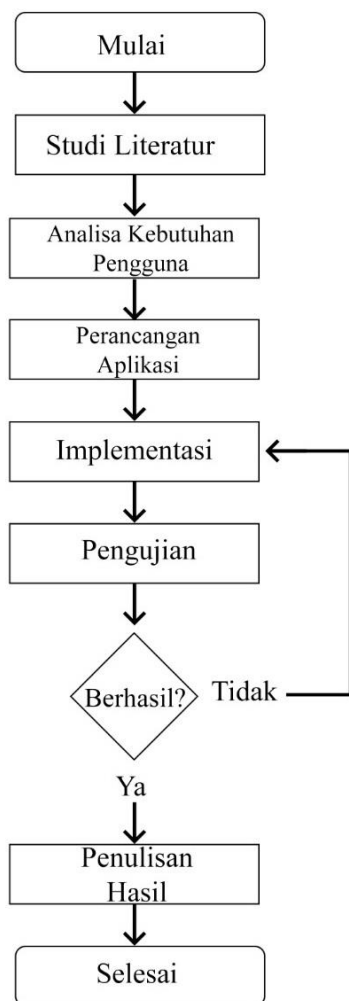 Mulai
Studi Literatur
Analisa Kebutuhan
Pengguna
Perancangan
Aplikasi
Implementasi
Pengujian
Berhasil?
Tidak
Ya
Penulisan
Hasil
Selesai